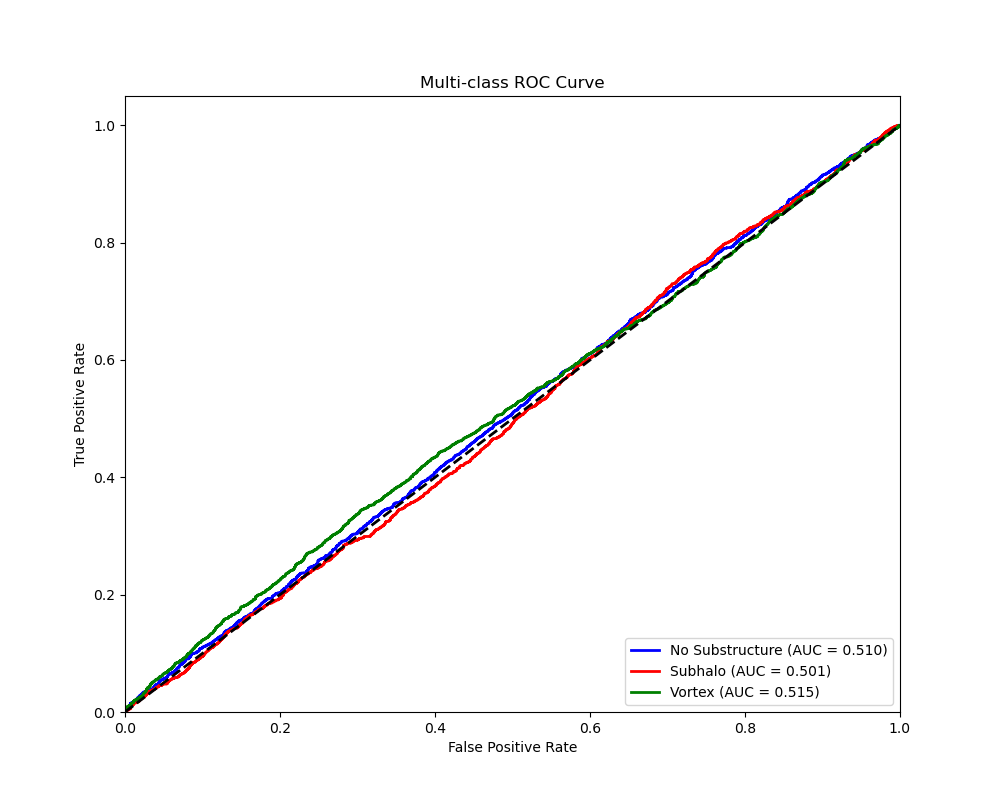 Multi-class ROC Curve
True Positive Rate
1.0
0.8
0.6
0.4
0.2
0.0
No Substructure (AUC = 0.510)
Subhalo (AUC = 0.501)
Vortex (AUC = 0.515)
0.0 0.2 0.4 0.6 0.8 1.0
False Positive Rate